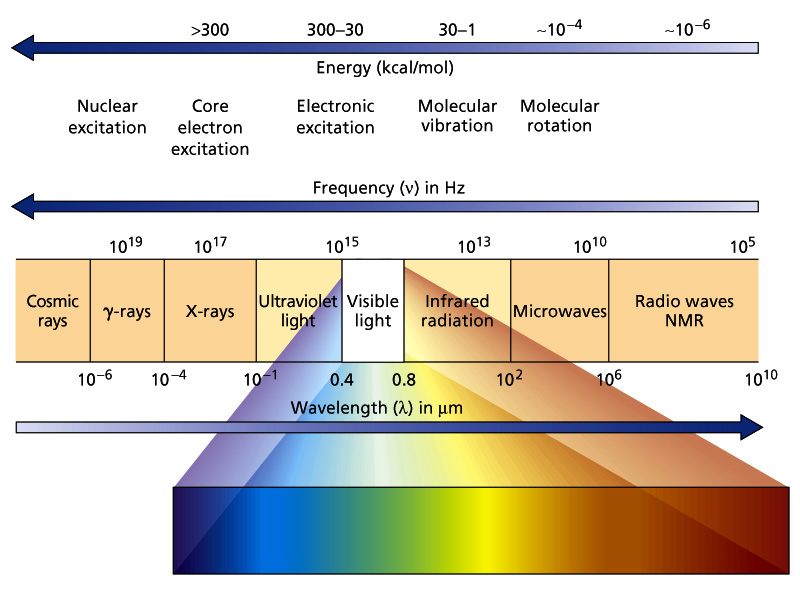 >300 300–30 30–1 ~10⁻⁴ ~10⁻⁶
Energy (kcal/mol)
Nuclear
excitation
Core
electron
excitation
Electronic
excitation
Molecular
vibration
Molecular
rotation
Frequency (ν) in Hz
10¹⁹ 10¹⁷ 10¹⁵ 10¹³ 10¹⁰ 10⁵
Cosmic
rays
γ-rays
X-rays
Ultraviolet
light
Visible
light
Infrared
radiation
Microwaves
Radio waves
NMR
10⁻⁶ 10⁻⁴ 10⁻¹ 0.4 0.8 10² 10⁶ 10¹⁰
Wavelength (λ) in μm